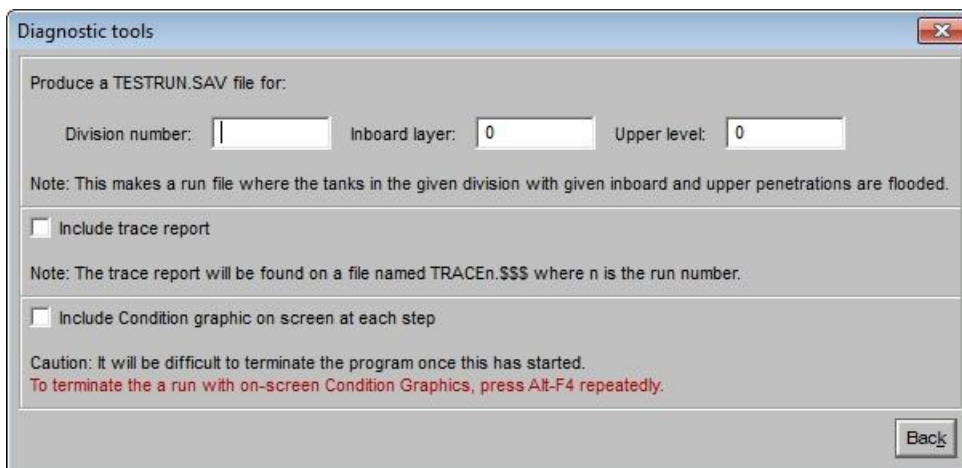 Diagnostic tools
Produce a TESTRUN.SAV file for:
Division number: Inboard layer: 0 Upper level: 0
Note: This makes a run file where the tanks in the given division with given inboard and upper penetrations are flooded.
Include trace report
Note: The trace report will be found on a file named TRACEn.$$$ where n is the run number.
Include Condition graphic on screen at each step
Caution: It will be difficult to terminate the program once this has started.
To terminate the a run with on-screen Condition Graphics, press Alt-F4 repeatedly.
Back